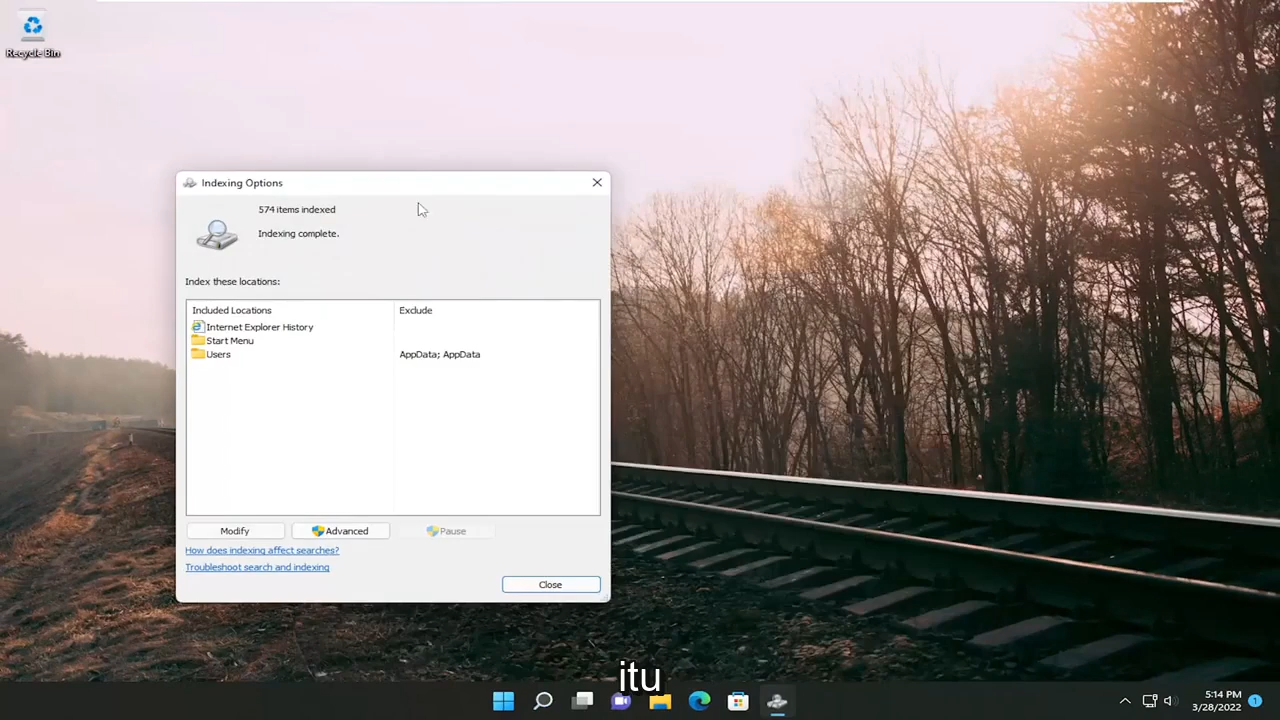 Recycle Bin
Indexing Options
574 items indexed
Indexing complete.
Index these locations:
Included Locations Exclude
Internet Explorer History
Start Menu
Users AppData; AppData
Modify Advanced Pause
How does indexing affect searches?
Troubleshoot search and indexing
Close
itu
5:14 PM
3/28/2022 1